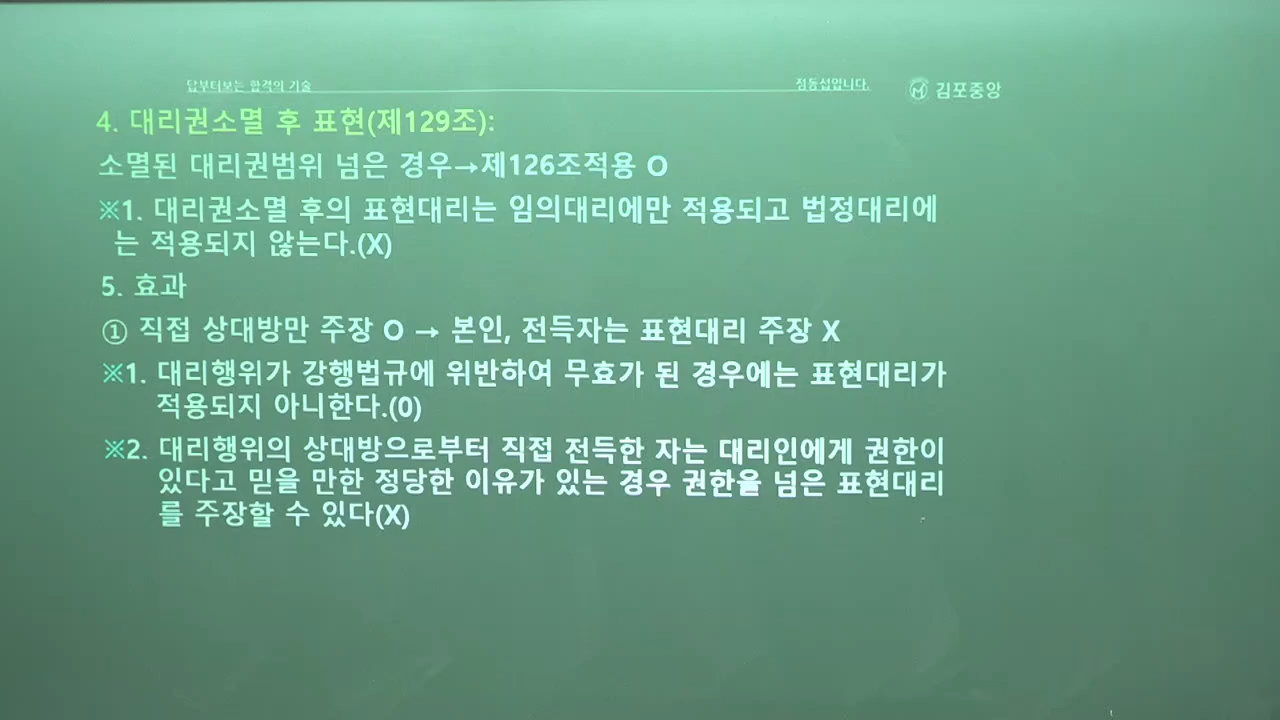 답부터보는 합격의 기술
정동섭입니다.
김포중앙
4. 대리권소멸 후 표현(제129조):
소멸된 대리권범위 넘은 경우→제126조적용 O
※1. 대리권소멸 후의 표현대리는 임의대리에만 적용되고 법정대리에
는 적용되지 않는다.(X)
5. 효과
① 직접 상대방만 주장 O → 본인, 전득자는 표현대리 주장 X
※1. 대리행위가 강행법규에 위반하여 무효가 된 경우에는 표현대리가
적용되지 아니한다.(0)
※2. 대리행위의 상대방으로부터 직접 전득한 자는 대리인에게 권한이
있다고 믿을 만한 정당한 이유가 있는 경우 권한을 넘은 표현대리
를 주장할 수 있다(X)